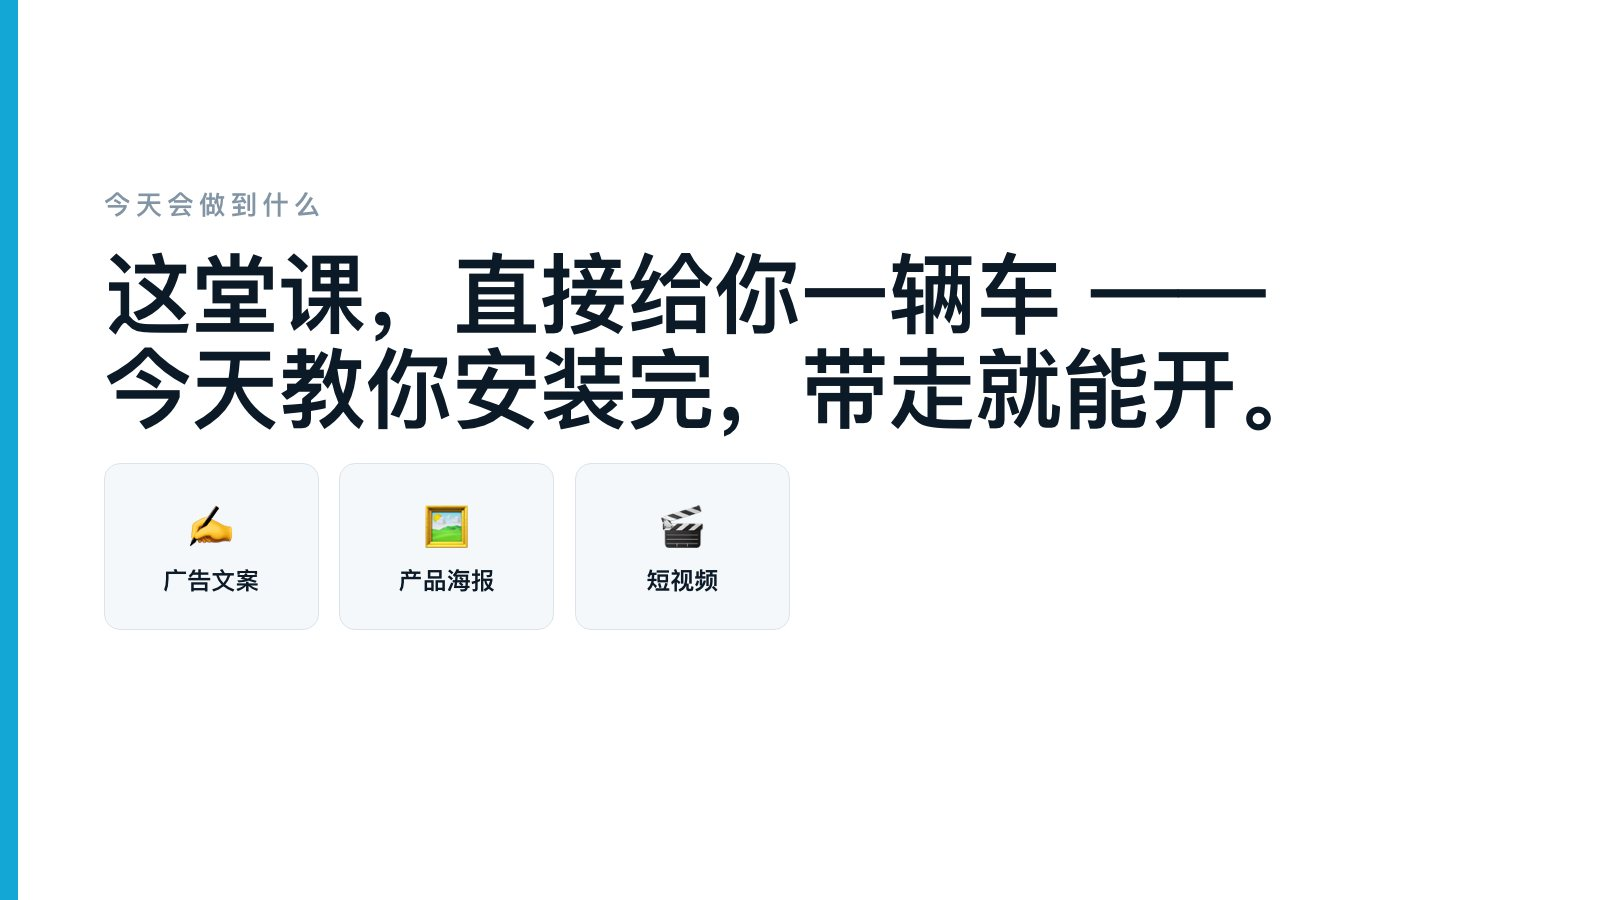 今天会做到什么
这堂课，直接给你一辆车 ——
今天教你安装完，带走就能开。
广告文案
产品海报
短视频